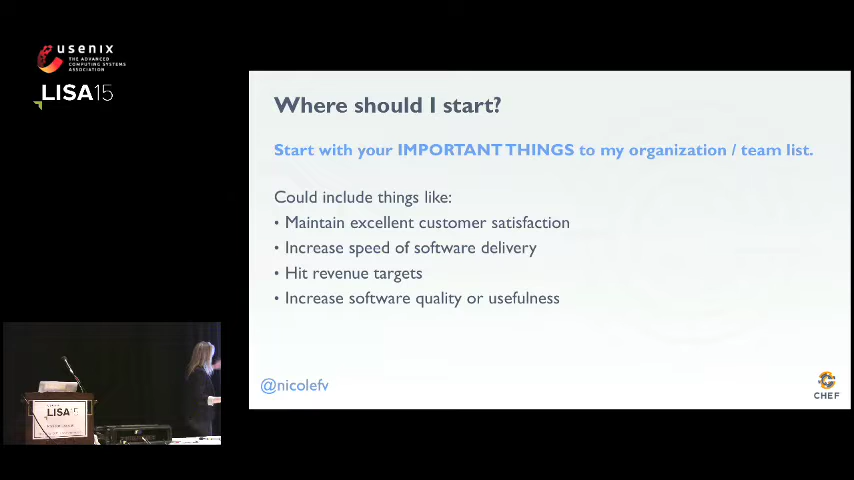 usenix
THE ADVANCED
COMPUTING SYSTEMS
ASSOCIATION
LISA15
Where should I start?
Start with your IMPORTANT THINGS to my organization / team list.
Could include things like:
• Maintain excellent customer satisfaction
• Increase speed of software delivery
• Hit revenue targets
• Increase software quality or usefulness
@nicolefv
CHEF
LISA15